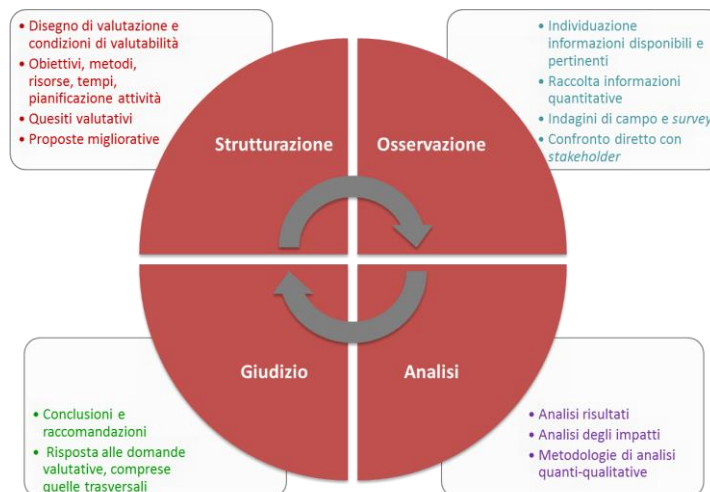 • Disegno di valutazione e
condizioni di valutabilità
• Obiettivi, metodi,
risorse, tempi,
pianificazione attività
• Quesiti valutativi
• Proposte migliorative
• Individuazione
informazioni disponibili e
pertinenti
• Raccolta informazioni
quantitative
• Indagini di campo e survey
• Confronto diretto con
stakeholder
Strutturazione
Osservazione
Giudizio
Analisi
• Conclusioni e
raccomandazioni
• Risposta alle domande
valutative, comprese
quelle trasversali
• Analisi risultati
• Analisi degli impatti
• Metodologie di analisi
quanti-qualitative